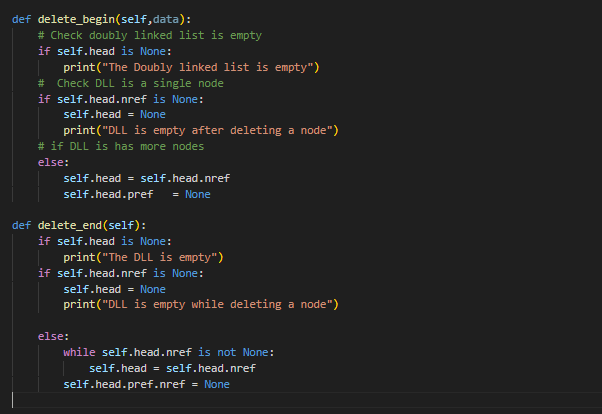 def delete_begin(self,data):
    # Check doubly linked list is empty
    if self.head is None:
        print("The Doubly linked list is empty")
    #  Check DLL is a single node
    if self.head.nref is None:
        self.head = None
        print("DLL is empty after deleting a node")
    # if DLL is has more nodes
    else:
        self.head = self.head.nref
        self.head.pref   = None

def delete_end(self):
    if self.head is None:
        print("The DLL is empty")
    if self.head.nref is None:
        self.head = None
        print("DLL is empty while deleting a node")

    else:
        while self.head.nref is not None:
            self.head = self.head.nref
        self.head.pref.nref = None